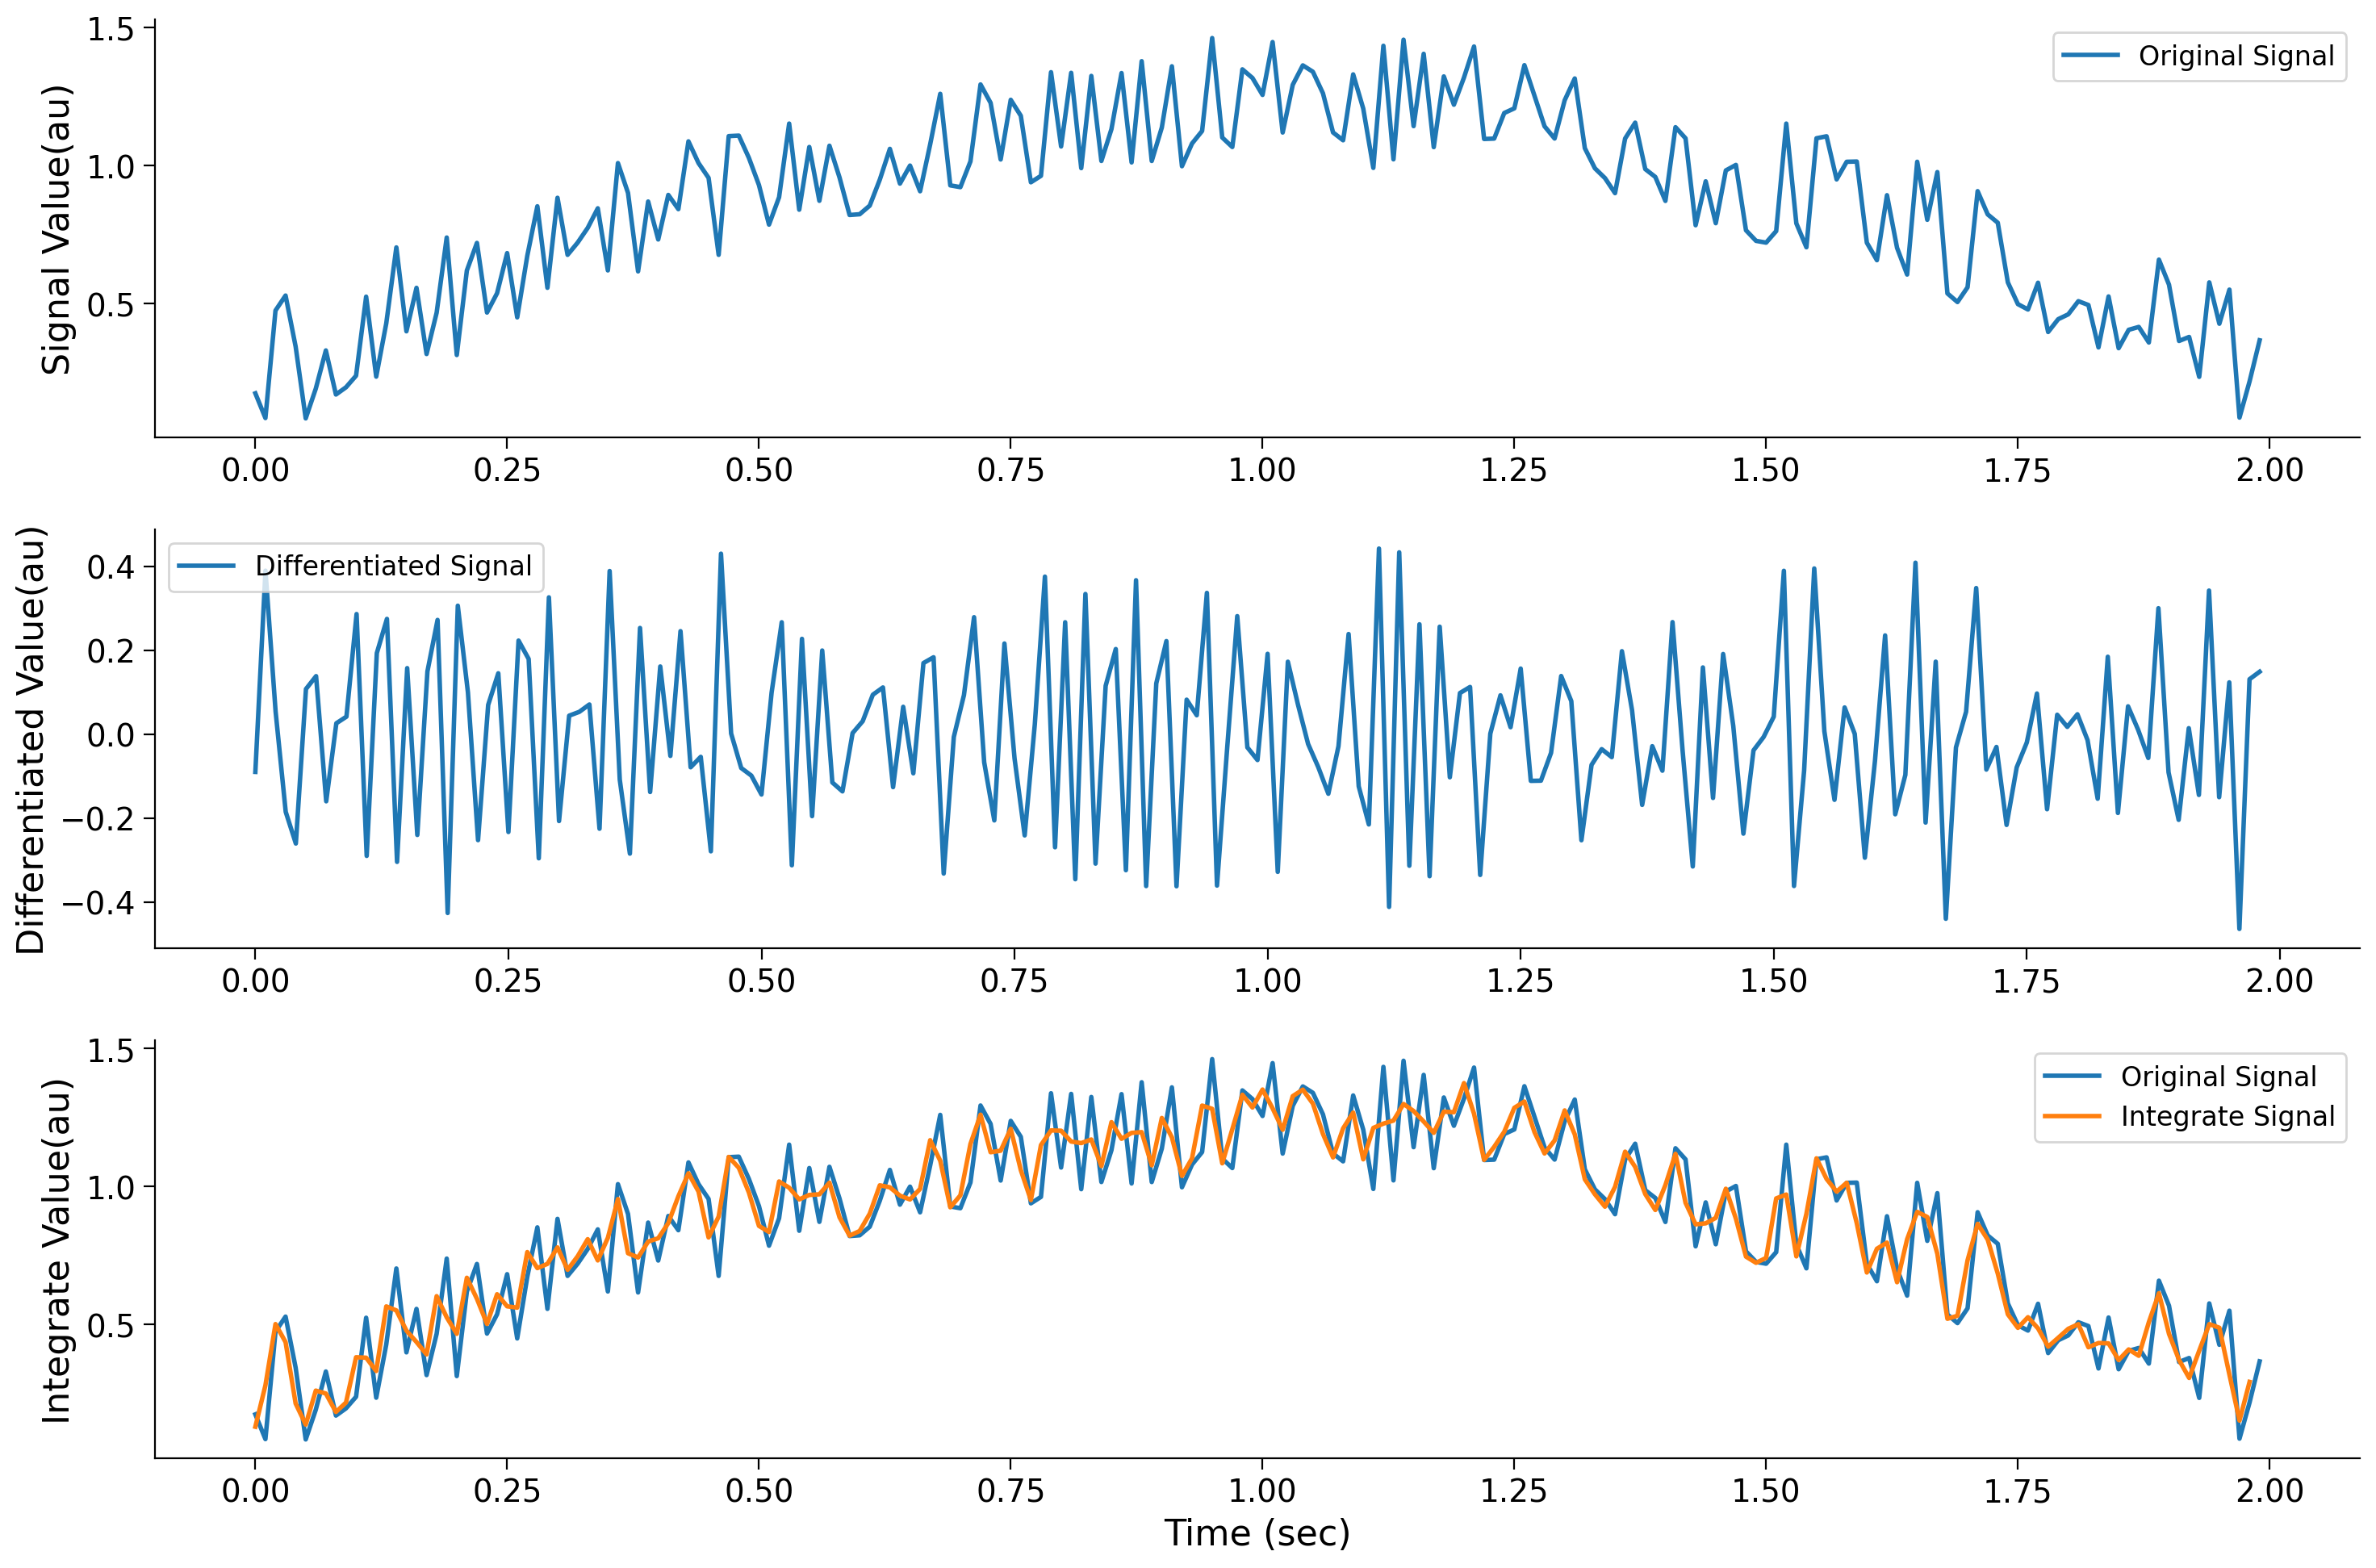 Signal Value(au)
1.5
1.0
0.5
Original Signal
0.00 0.25 0.50 0.75 1.00 1.25 1.50 1.75 2.00
Differentiated Value(au)
0.4
0.2
0.0
−0.2
−0.4
Differentiated Signal
0.00 0.25 0.50 0.75 1.00 1.25 1.50 1.75 2.00
Integrate Value(au)
1.5
1.0
0.5
Original Signal
Integrate Signal
0.00 0.25 0.50 0.75 1.00 1.25 1.50 1.75 2.00
Time (sec)